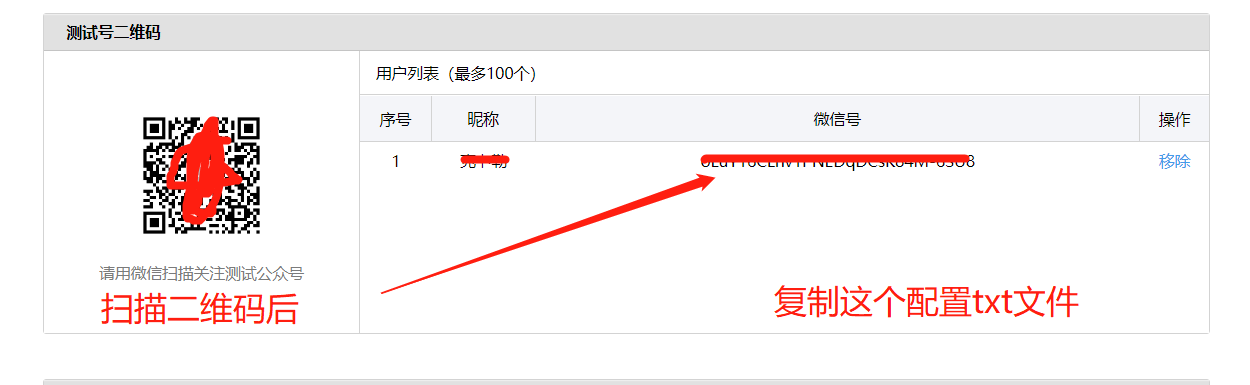 测试号二维码
用户列表（最多100个）
序号 昵称 微信号 操作
1 移除
请用微信扫描关注测试公众号
扫描二维码后
复制这个配置txt文件